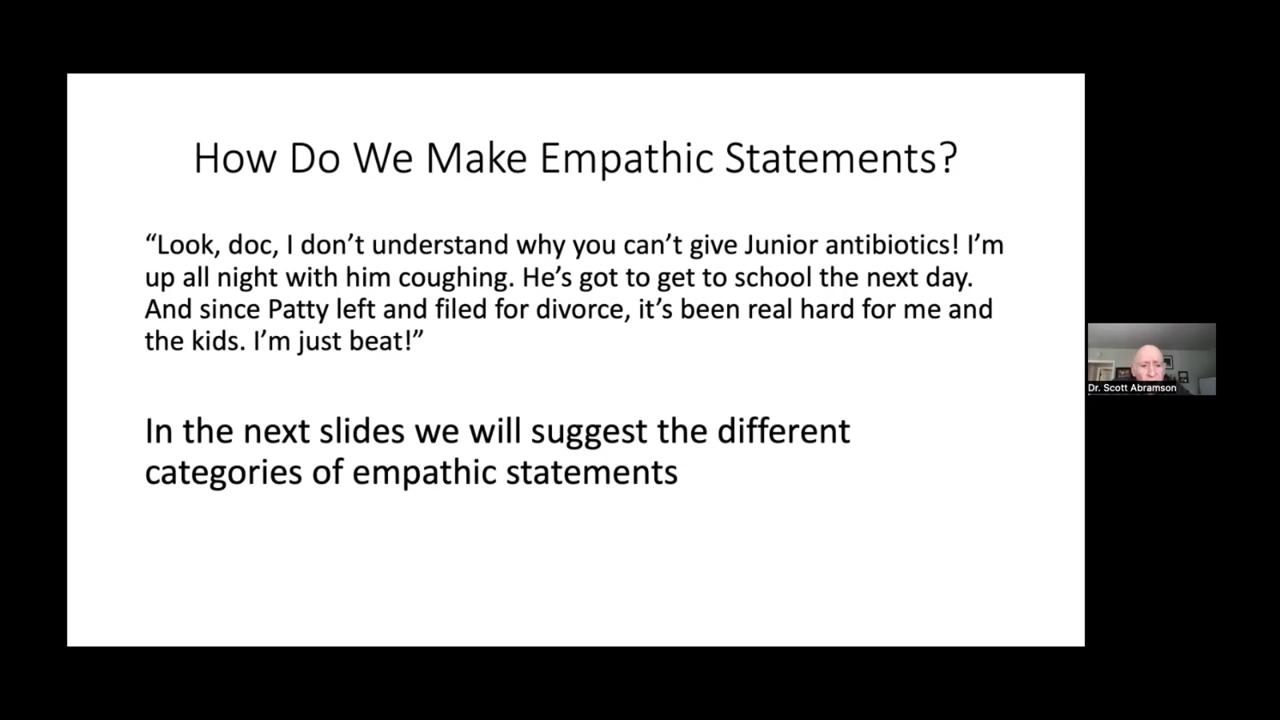 How Do We Make Empathic Statements?
“Look, doc, I don’t understand why you can’t give Junior antibiotics! I’m
up all night with him coughing. He’s got to get to school the next day.
And since Patty left and filed for divorce, it’s been real hard for me and
the kids. I’m just beat!”
In the next slides we will suggest the different
categories of empathic statements
Dr. Scott Abramson